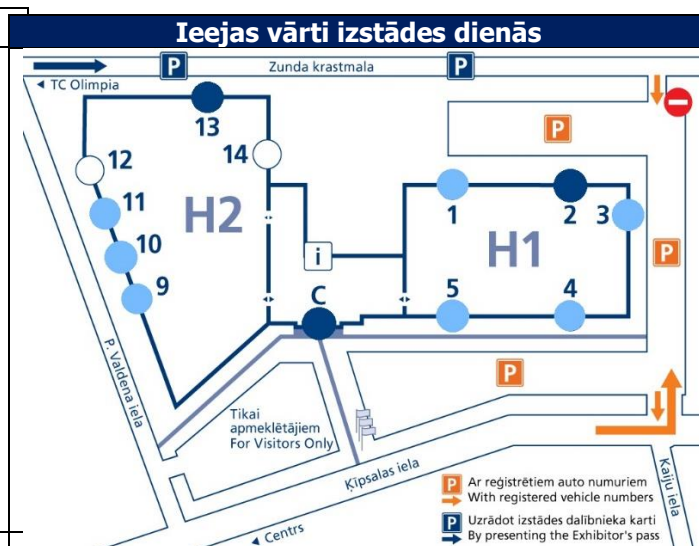 Ieejas vārti izstādes dienās
P
Zunda krastmala
P
TC Olimpia
13
P
12
14
11
H2
1
2
3
10
H1
P
i
9
C
5
4
P. Valdena iela
P
Tikai
apmeklētājiem
For Visitors Only
Ķīpsalas iela
Kaiju iela
Centrs
P Ar reģistrētiem auto numuriem
With registered vehicle numbers
P Uzrādot izstādes dalībnieka karti
By presenting the Exhibitor's pass